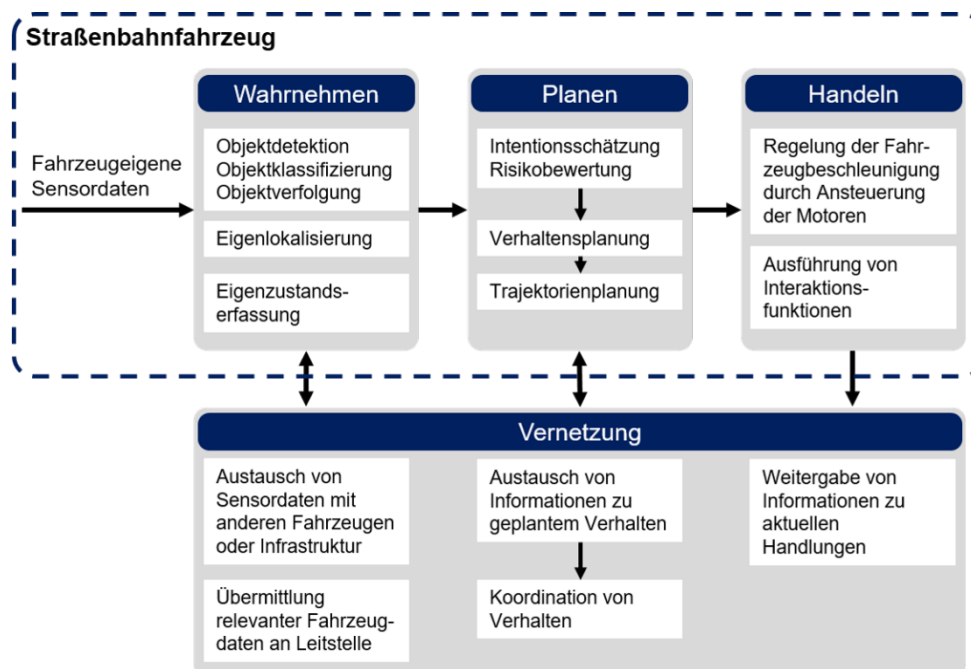 Straßenbahnfahrzeug
Fahrzeugeigene
Sensordaten
Wahrnehmen
Objektdetektion
Objektklassifizierung
Objektverfolgung
Eigenlokalisierung
Eigenzustands-
erfassung
Planen
Intentionsschätzung
Risikobewertung
Verhaltensplanung
Trajektorienplanung
Handeln
Regelung der Fahr-
zeugbeschleunigung
durch Ansteuerung
der Motoren
Ausführung von
Interaktions-
funktionen
Vernetzung
Austausch von
Sensordaten mit
anderen Fahrzeugen
oder Infrastruktur
Übermittlung
relevanter Fahrzeug-
daten an Leitstelle
Austausch von
Informationen zu
geplantem Verhalten
Koordination von
Verhalten
Weitergabe von
Informationen zu
aktuellen
Handlungen